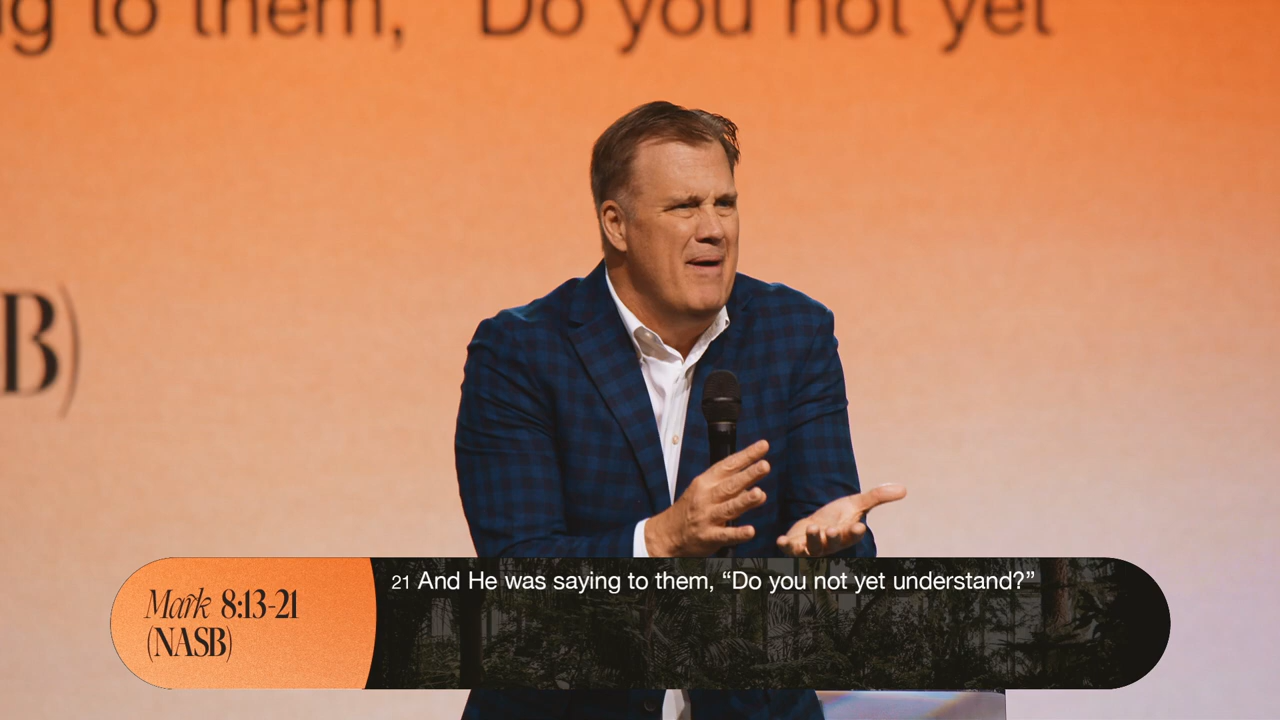 to them, “Do you not yet
B)
Mark 8:13-21
(NASB)
21 And He was saying to them, “Do you not yet understand?”